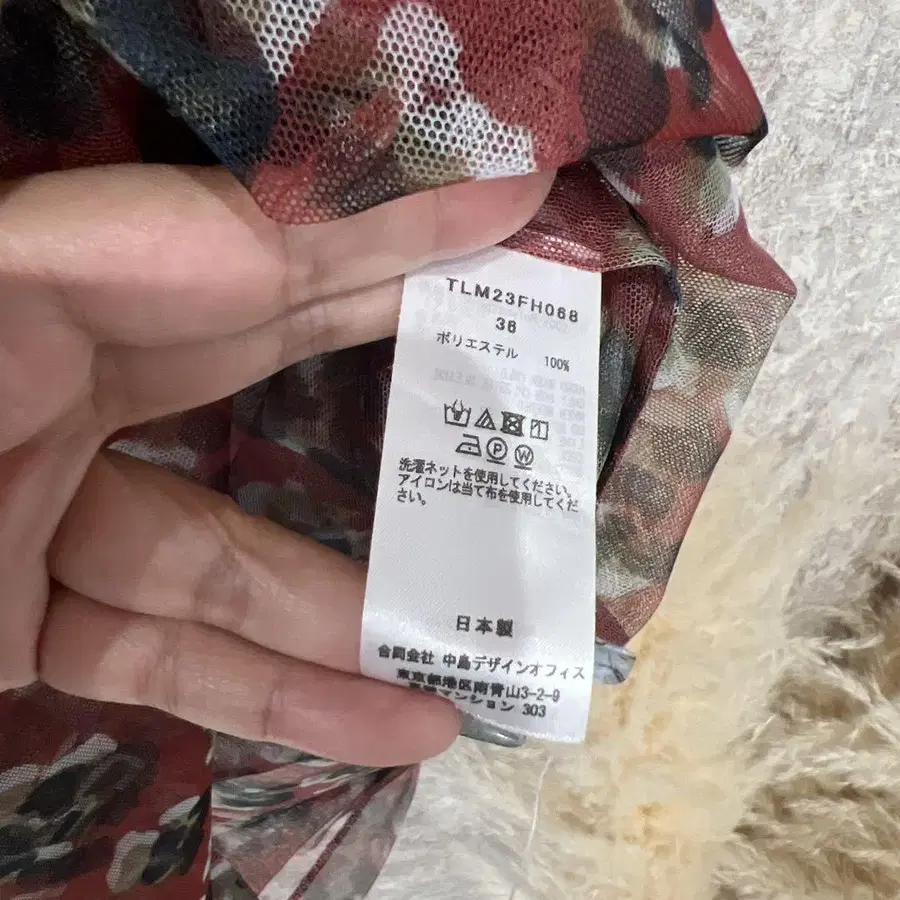 TLM23FH068
38
ポリエステル 100%
洗濯ネットを使用してください。
アイロンは当て布を使用してくだ
さい。
日本製
合同会社 中島デザインオフィス
東京都港区南青山3-2-9
マンション 303